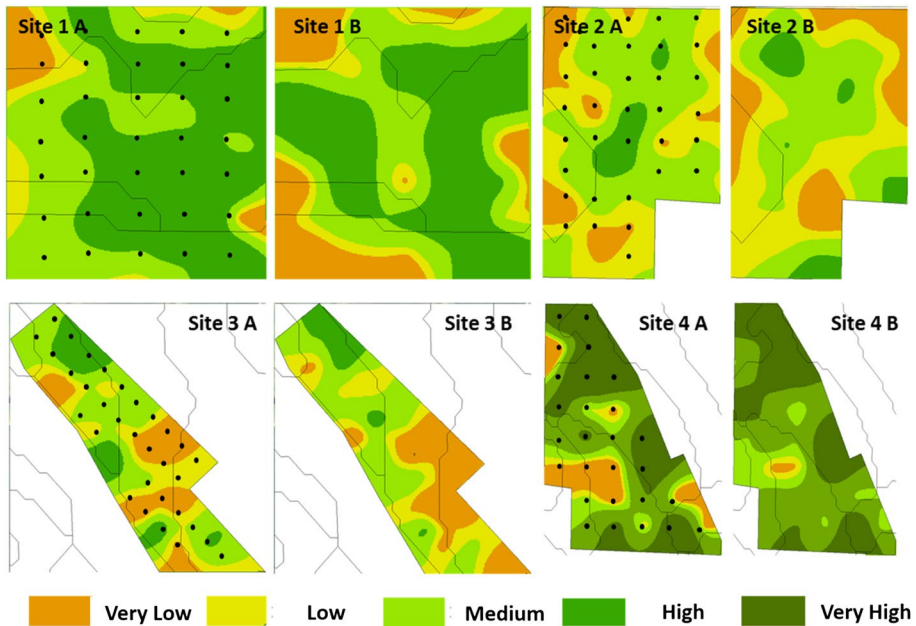 Site 1 A
Site 1 B
Site 2 A
Site 2 B
Site 3 A
Site 3 B
Site 4 A
Site 4 B
Very Low
Low
Medium
High
Very High